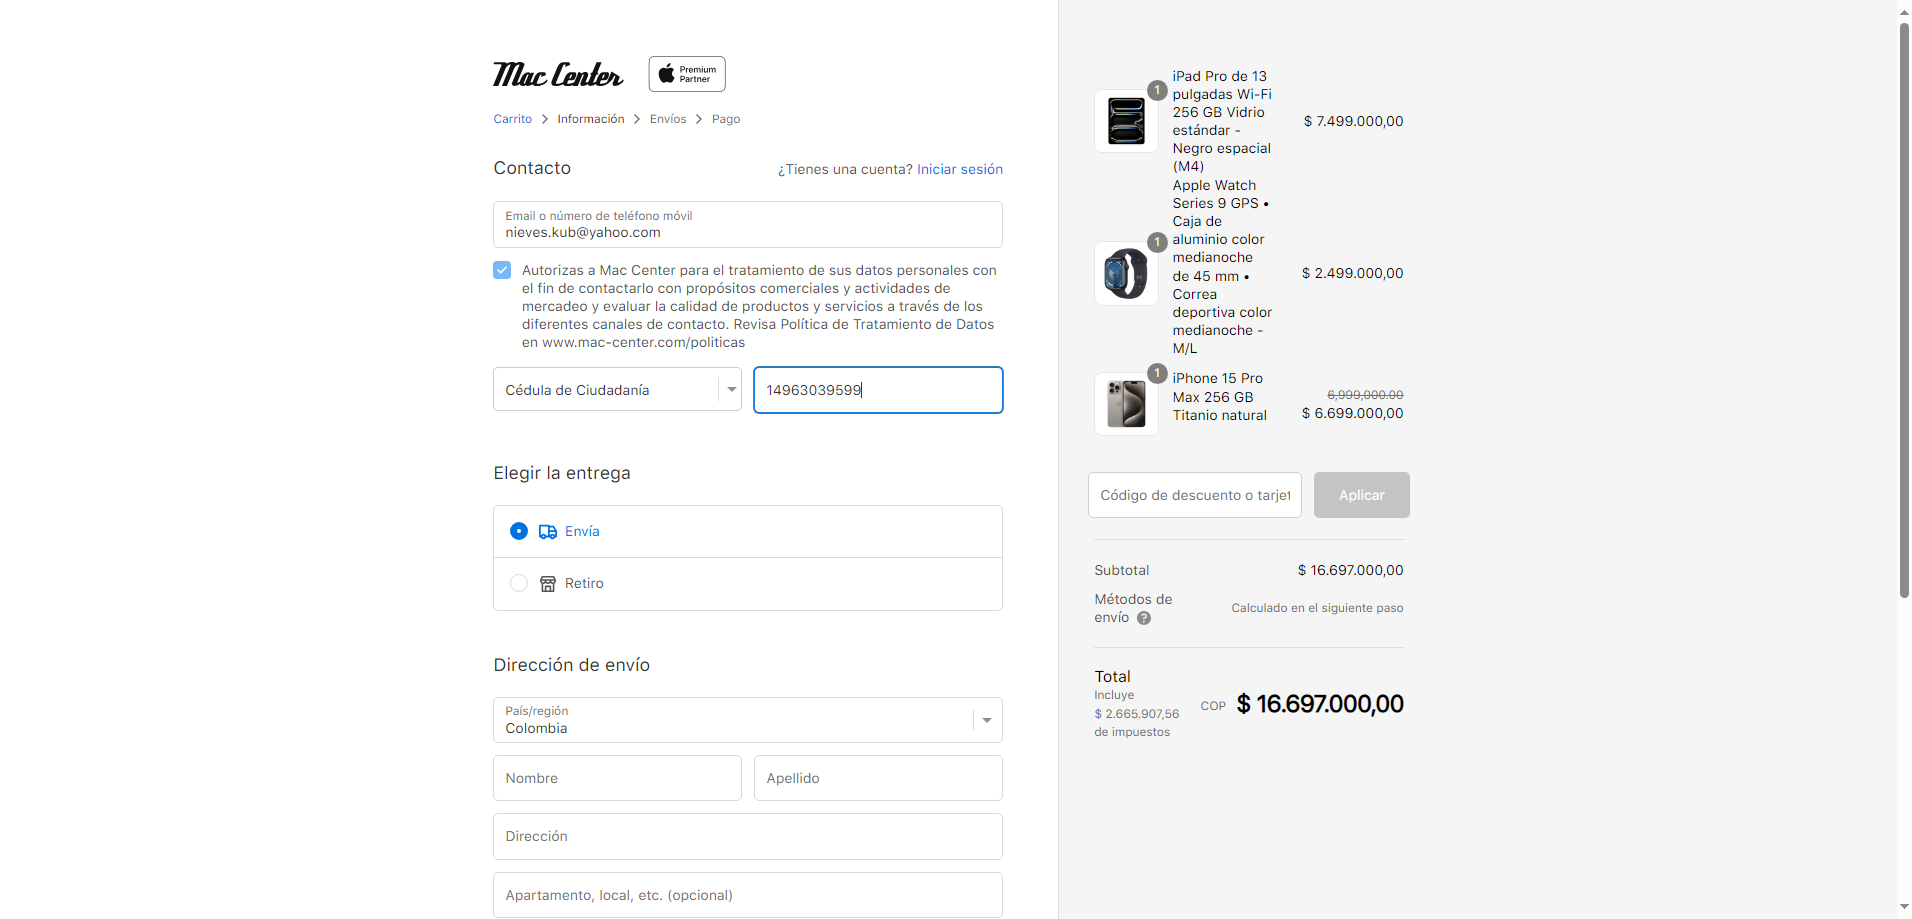 Mac Center
Premium
Partner
Carrito > Información > Envíos > Pago
Contacto
¿Tienes una cuenta? Iniciar sesión
Email o número de teléfono móvil
nieves.kub@yahoo.com
Autorizas a Mac Center para el tratamiento de sus datos personales con
el fin de contactarlo con propósitos comerciales y actividades de
mercadeo y evaluar la calidad de productos y servicios a través de los
diferentes canales de contacto. Revisa Política de Tratamiento de Datos
en www.mac-center.com/politicas
Cédula de Ciudadanía
14963039599
Elegir la entrega
Envía
Retiro
Dirección de envío
País/región
Colombia
Nombre
Apellido
Dirección
Apartamento, local, etc. (opcional)
1
iPad Pro de 13
pulgadas Wi-Fi
256 GB Vidrio
estándar -
Negro espacial
(M4)
$ 7.499.000,00
1
Apple Watch
Series 9 GPS •
Caja de
aluminio color
medianoche
de 45 mm •
Correa
deportiva color
medianoche -
M/L
$ 2.499.000,00
1
iPhone 15 Pro
Max 256 GB
Titanio natural
6,999,000.00
$ 6.699.000,00
Código de descuento o tarjet
Aplicar
Subtotal
$ 16.697.000,00
Métodos de
envío ?
Calculado en el siguiente paso
Total
Incluye
$ 2.665.907,56
de impuestos
COP $ 16.697.000,00